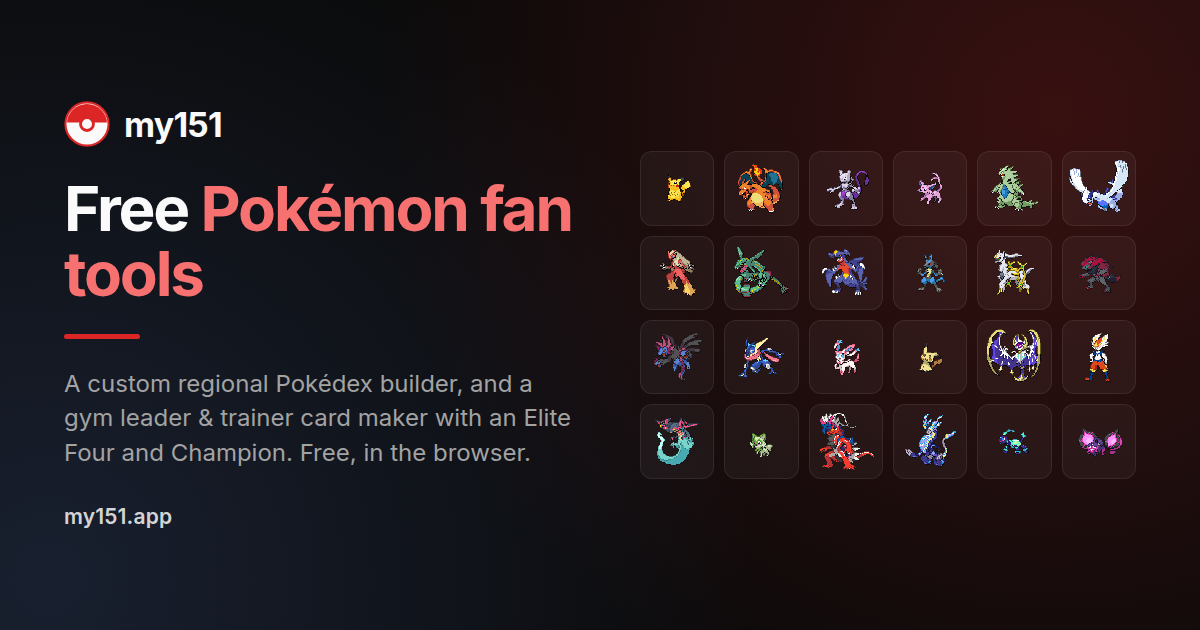 my151
Free Pokémon fan
tools
A custom regional Pokédex builder, and a
gym leader & trainer card maker with an Elite
Four and Champion. Free, in the browser.
my151.app